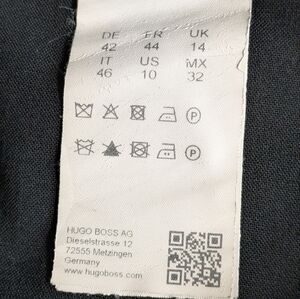 DE FR UK
42 44 14
IT US MX
46 10 32
P
P
HUGO BOSS AG
Dieselstrasse 12
72555 Metzingen
Germany
www.hugoboss.com